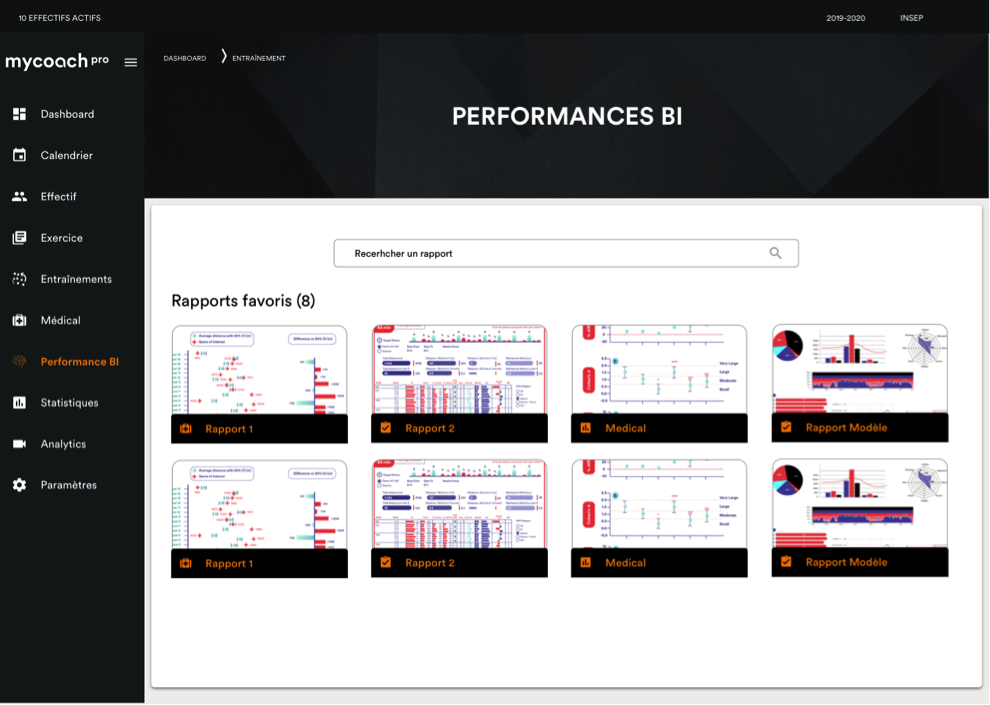 10 EFFECTIFS ACTIFS
2019-2020
INSEP
mycoach pro
DASHBOARD
ENTRAÎNEMENT
PERFORMANCES BI
Dashboard
Calendrier
Effectif
Exercice
Entraînements
Médical
Performance BI
Statistiques
Analytics
Paramètres
Recerhcher un rapport
Rapports favoris (8)
Rapport 1
Rapport 2
Medical
Rapport Modèle
Rapport 1
Rapport 2
Medical
Rapport Modèle